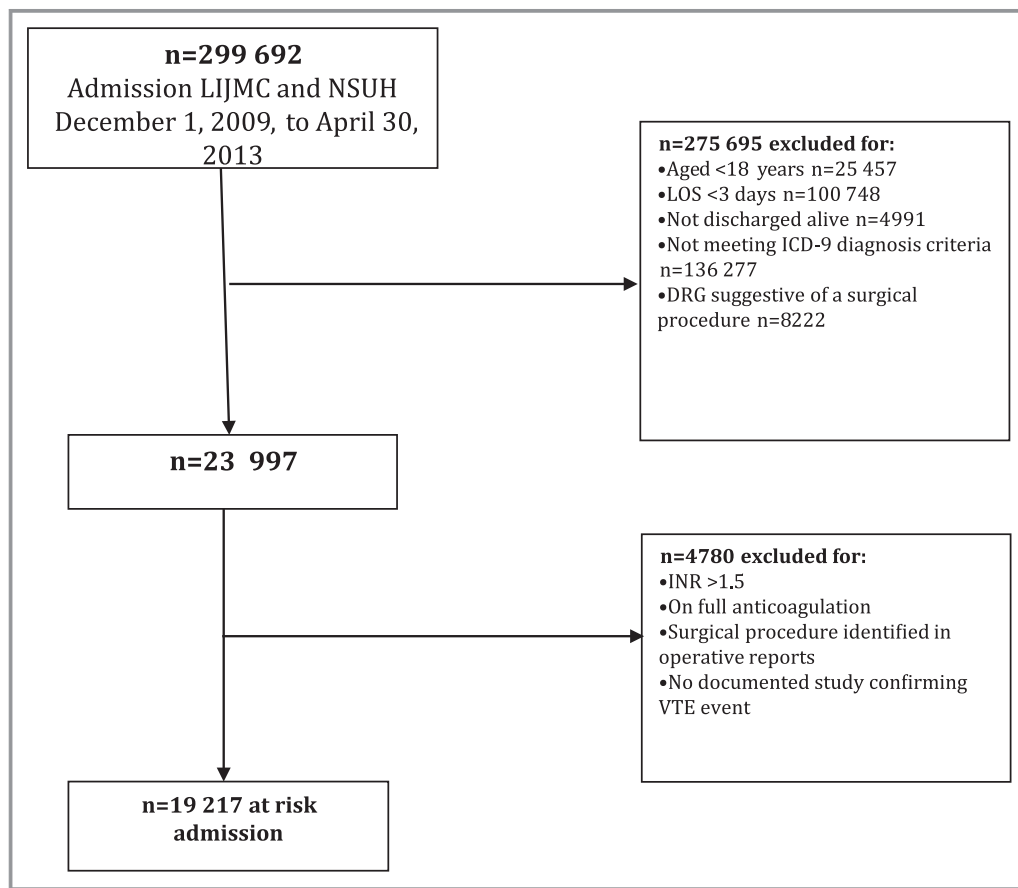 n=299 692
Admission LIJMC and NSUH
December 1, 2009, to April 30,
2013
n=275 695 excluded for:
•Aged <18 years n=25 457
•LOS <3 days n=100 748
•Not discharged alive n=4991
•Not meeting ICD-9 diagnosis criteria
n=136 277
•DRG suggestive of a surgical
procedure n=8222
n=23 997
n=4780 excluded for:
•INR >1.5
•On full anticoagulation
•Surgical procedure identified in
operative reports
•No documented study confirming
VTE event
n=19 217 at risk
admission